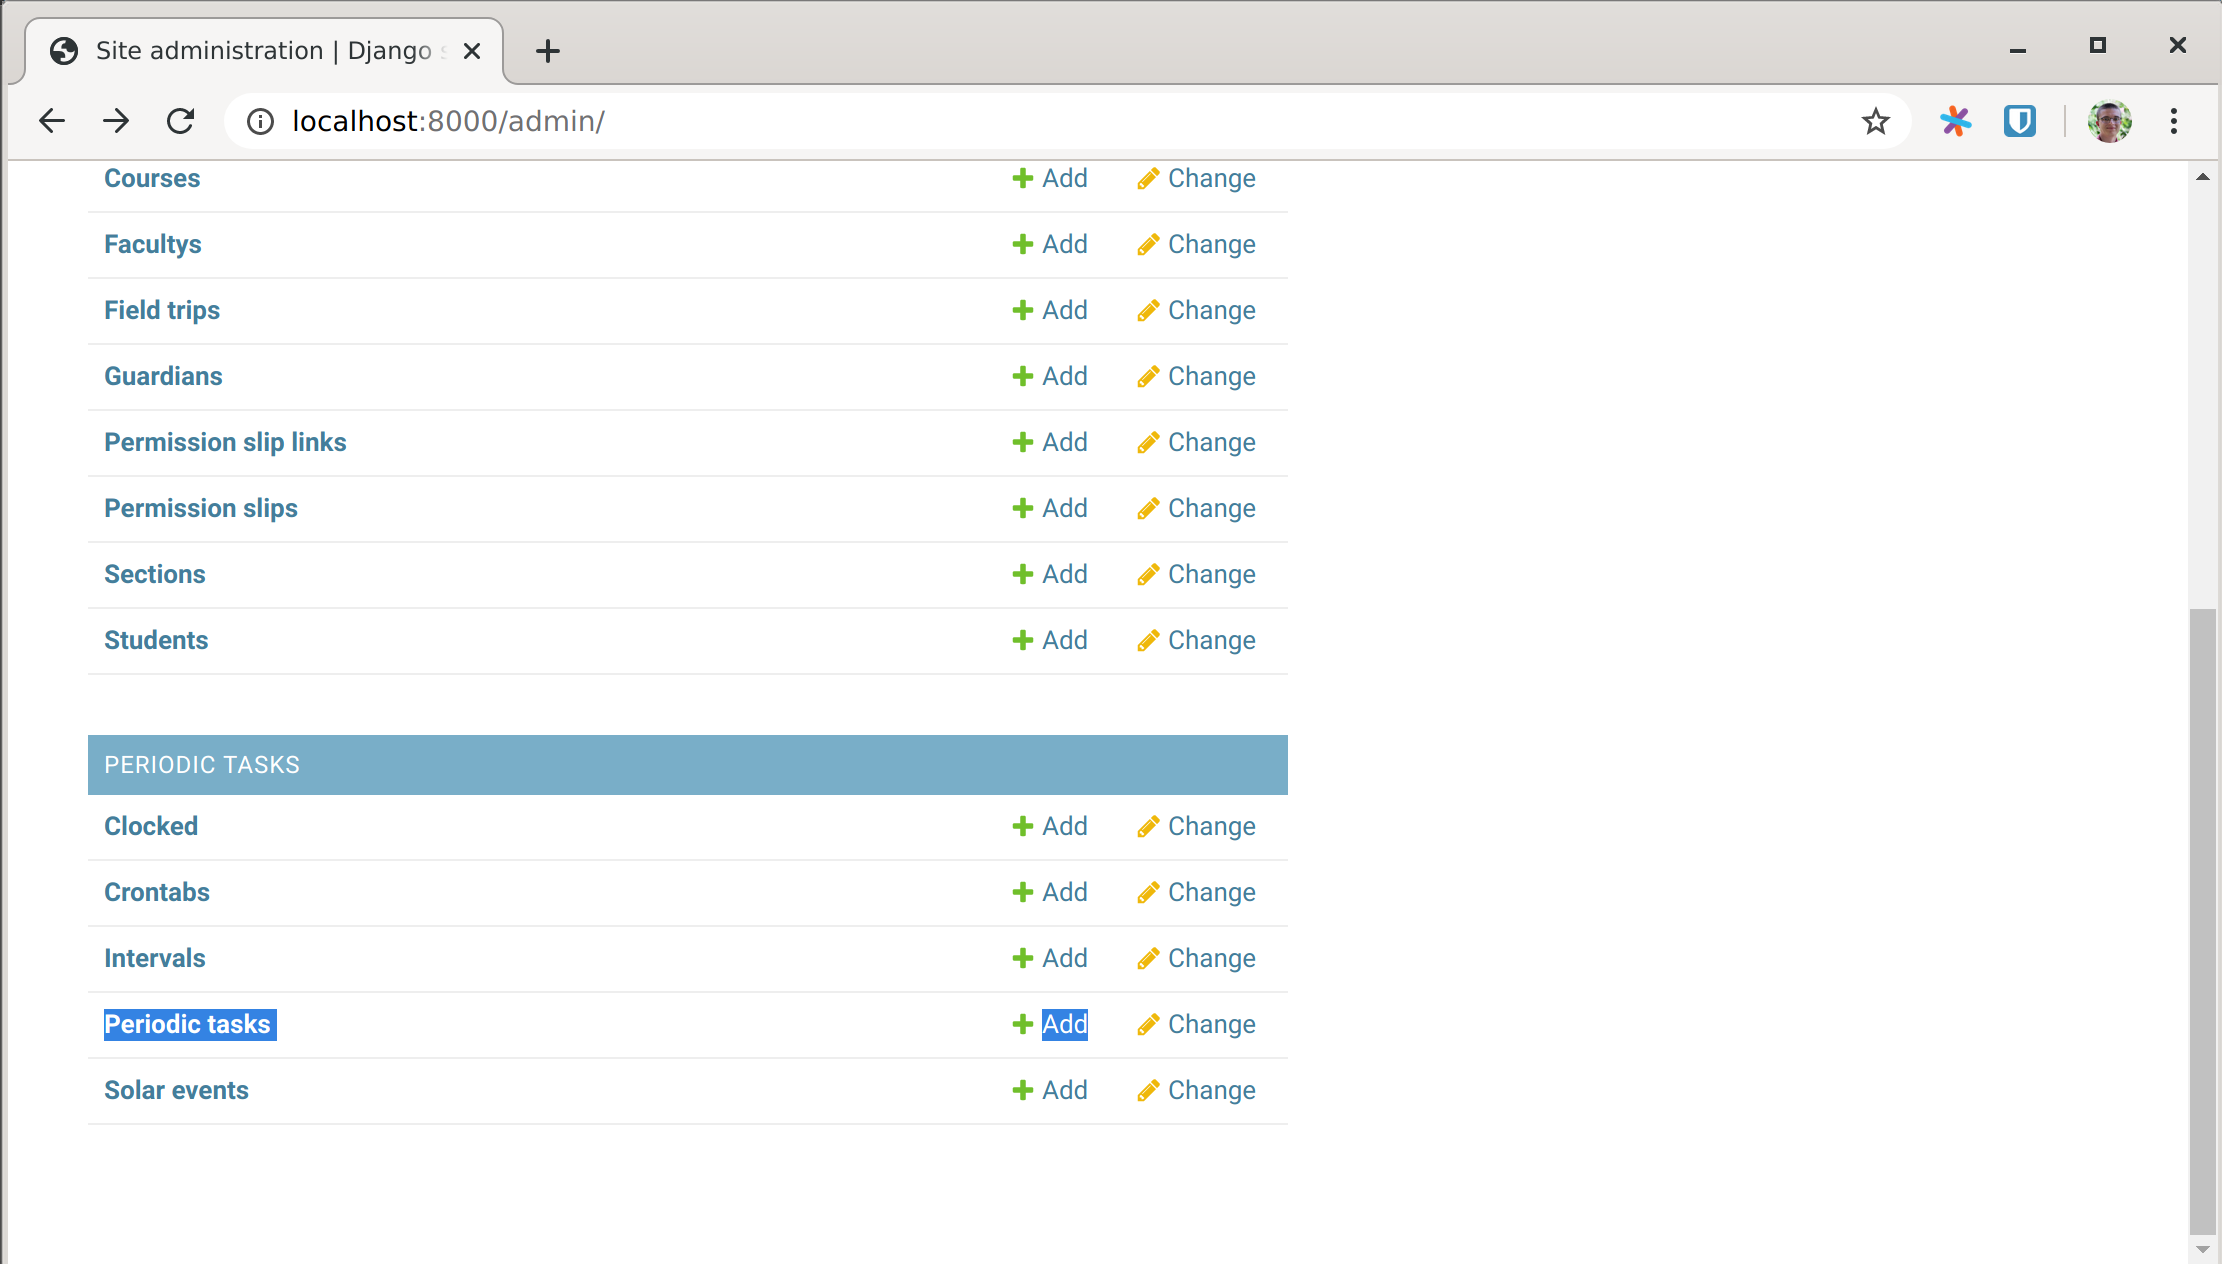 Site administration | Django
localhost:8000/admin/
Courses Add Change
Facultys Add Change
Field trips Add Change
Guardians Add Change
Permission slip links Add Change
Permission slips Add Change
Sections Add Change
Students Add Change
PERIODIC TASKS
Clocked Add Change
Crontabs Add Change
Intervals Add Change
Periodic tasks Add Change
Solar events Add Change